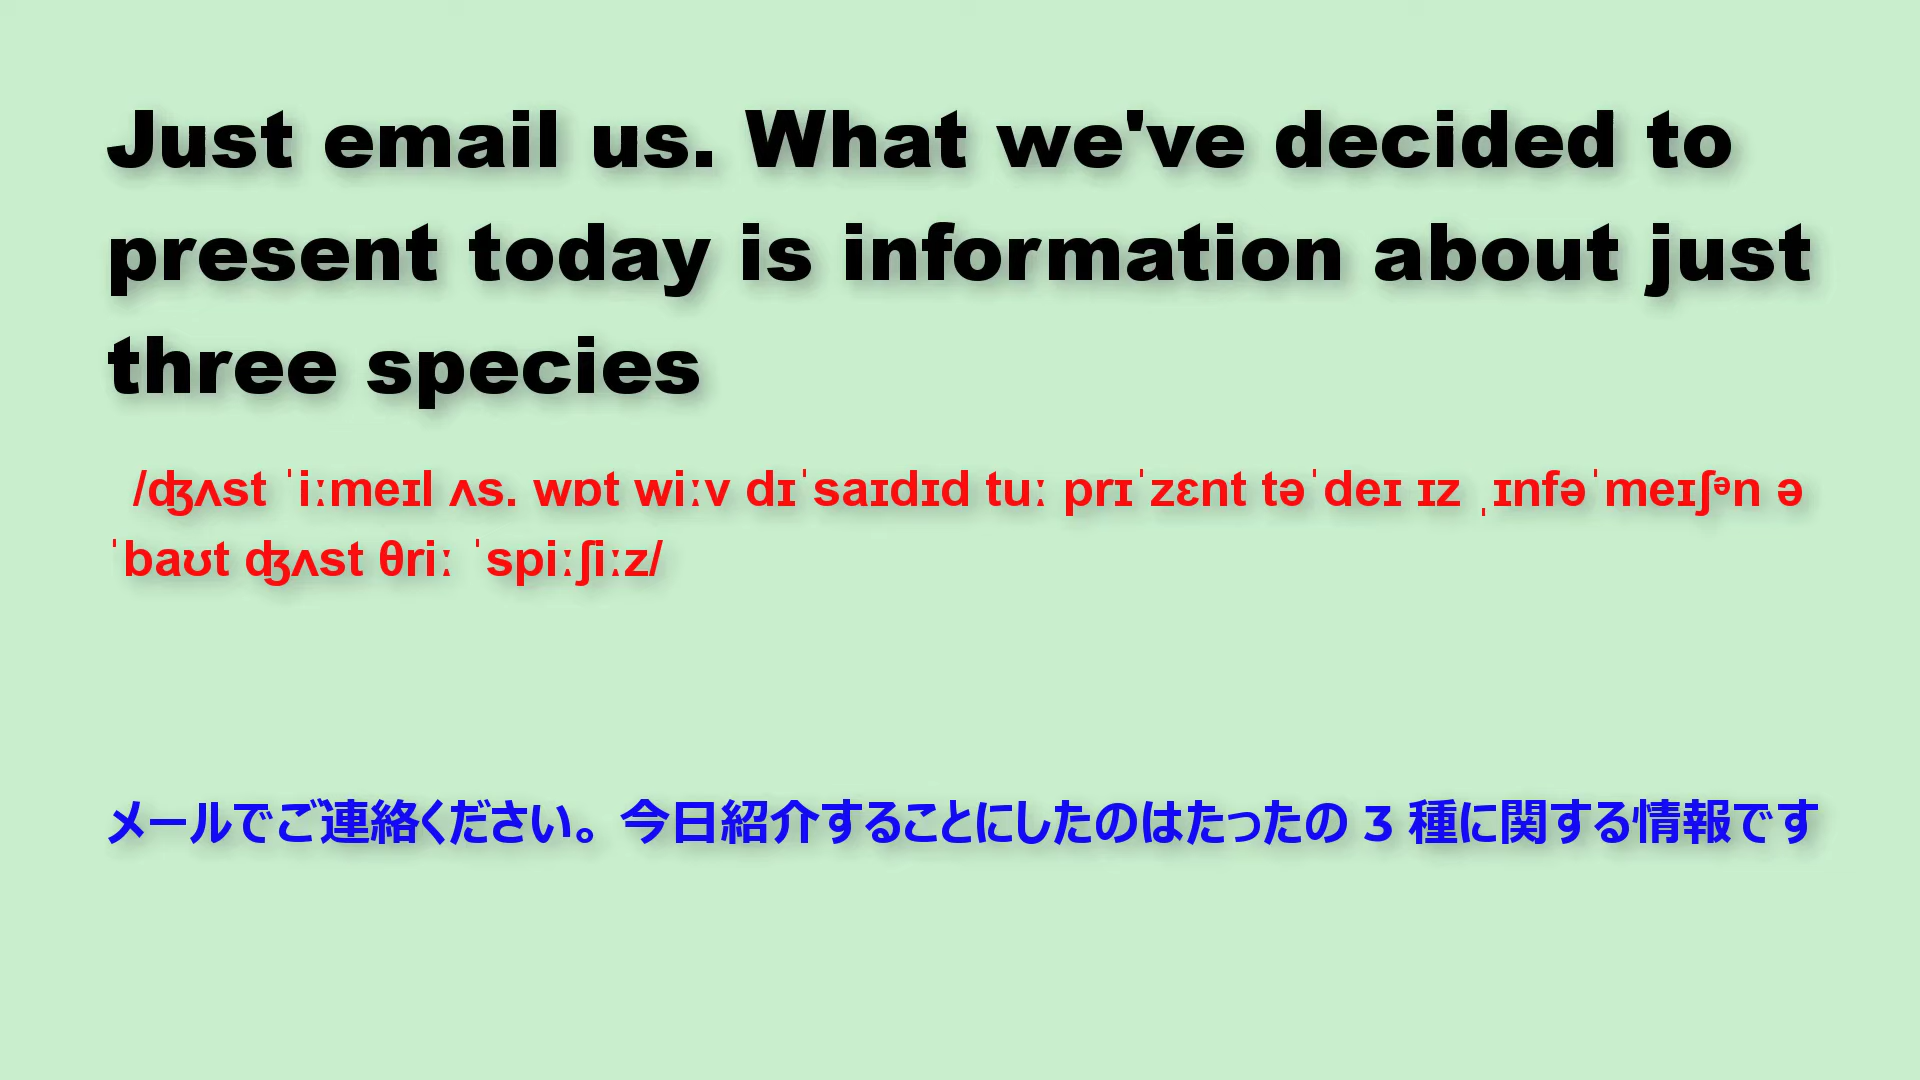 Just email us. What we've decided to
present today is information about just
three species
/ʤʌst ˈiːmeɪl ʌs. wɒt wiːv dɪˈsaɪdɪd tuː prɪˈzɛnt təˈdeɪ ɪz ˌɪnfəˈmeɪʃᵊn ə
ˈbaʊt ʤʌst θriː ˈspiːʃiːz/
メールでご連絡ください。今日紹介することにしたのはたったの 3 種に関する情報です